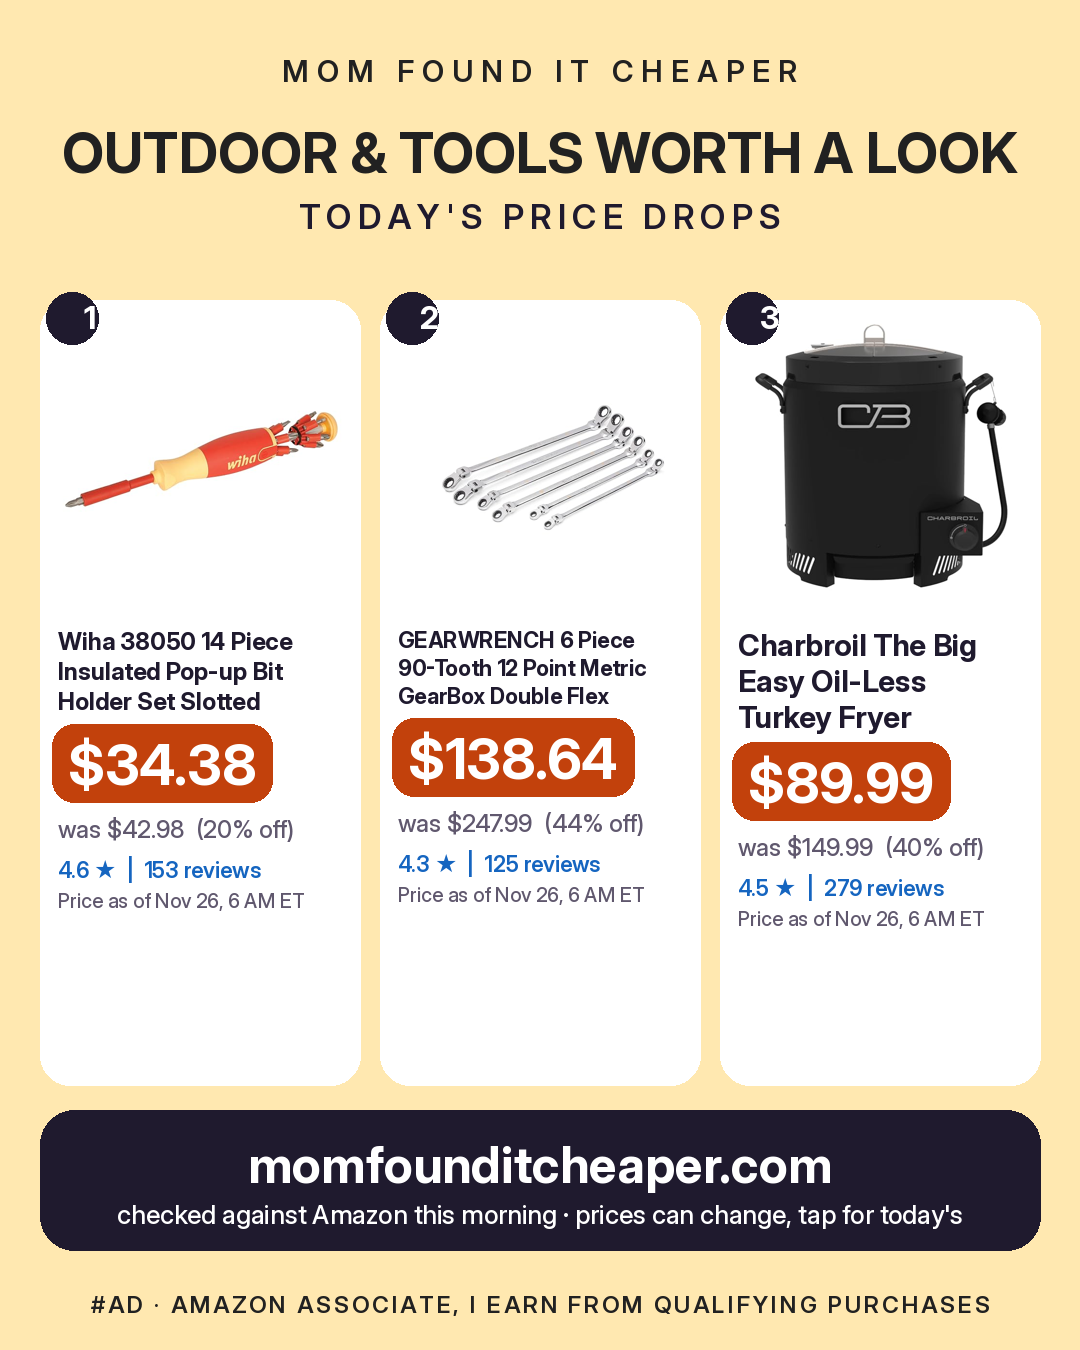 MOM FOUND IT CHEAPER
OUTDOOR & TOOLS WORTH A LOOK
TODAY'S PRICE DROPS
1
wiha
Wiha 38050 14 Piece
Insulated Pop-up Bit
Holder Set Slotted
$34.38
was $42.98 (20% off)
4.6 ★ | 153 reviews
Price as of Nov 26, 6 AM ET
2
GEARWRENCH 6 Piece
90-Tooth 12 Point Metric
GearBox Double Flex
$138.64
was $247.99 (44% off)
4.3 ★ | 125 reviews
Price as of Nov 26, 6 AM ET
3
CB
CHARBROIL
Charbroil The Big
Easy Oil-Less
Turkey Fryer
$89.99
was $149.99 (40% off)
4.5 ★ | 279 reviews
Price as of Nov 26, 6 AM ET
momfounditcheaper.com
checked against Amazon this morning · prices can change, tap for today's
#AD · AMAZON ASSOCIATE, I EARN FROM QUALIFYING PURCHASES